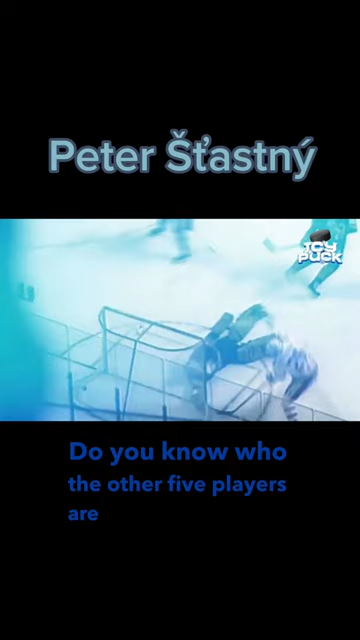 Peter Šťastný
ICY
PUCK
Do you know who
the other five players
are